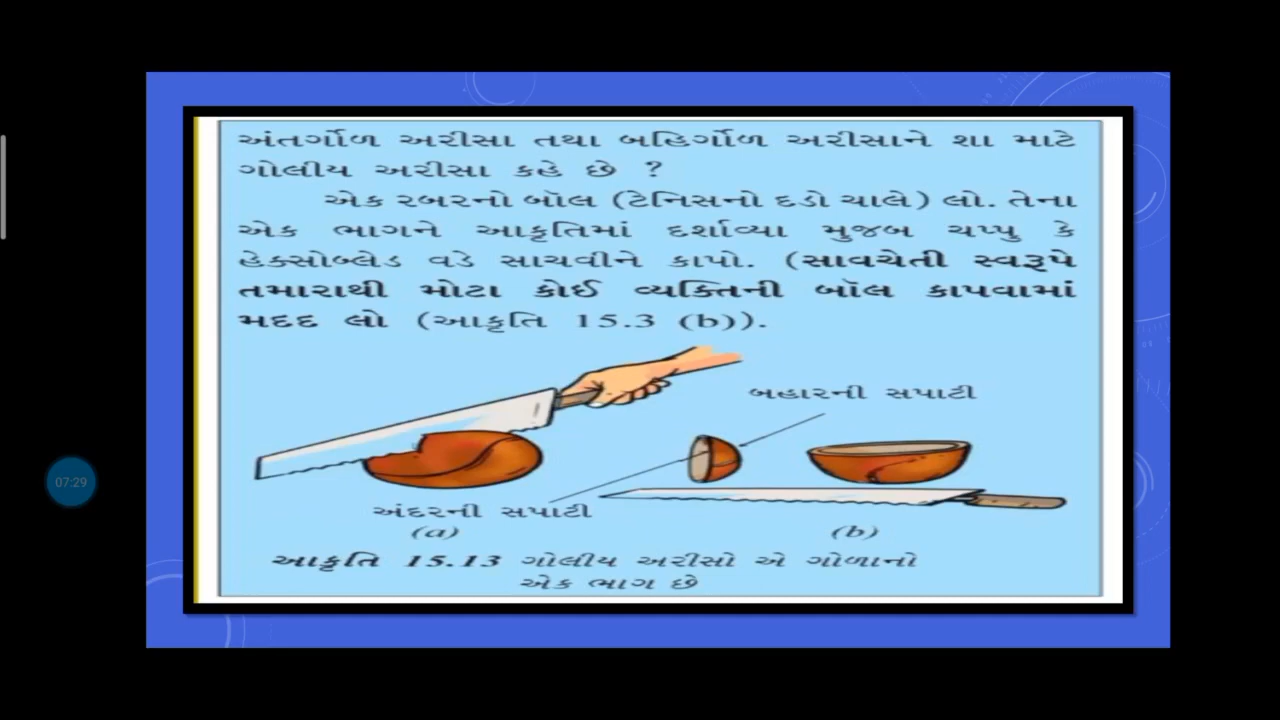 અંતર્ગોળ અરીસા તથા બહિર્ગોળ અરીસાને શા માટે
ગોલીય અરીસા કહે છે ?
એક રબરનો બૉલ (ટેનિસનો દડો ચાલે) લો. તેના
એક ભાગને આકૃતિમાં દર્શાવ્યા મુજબ ચપ્પુ કે
હેક્સોબ્લેડ વડે સાચવીને કાપો. (સાવચેતી સ્વરૂપે
તમારાથી મોટા કોઈ વ્યક્તિની બૉલ કાપવામાં
મદદ લો (આકૃતિ 15.3 (b)).
બહારની સપાટી
અંદરની સપાટી
(a)
(b)
આકૃતિ 15.13 ગોલીય અરીસો એ ગોળાનો
એક ભાગ છે
07:29